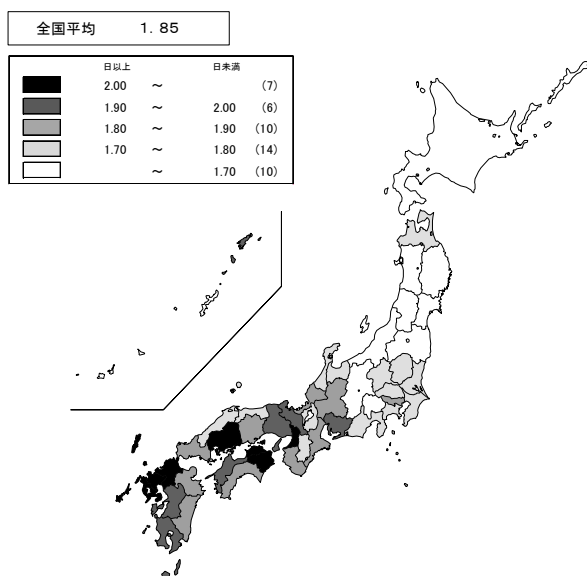 全国平均 1.85
日以上 日未満
2.00 ～ (7)
1.90 ～ 2.00 (6)
1.80 ～ 1.90 (10)
1.70 ～ 1.80 (14)
～ 1.70 (10)